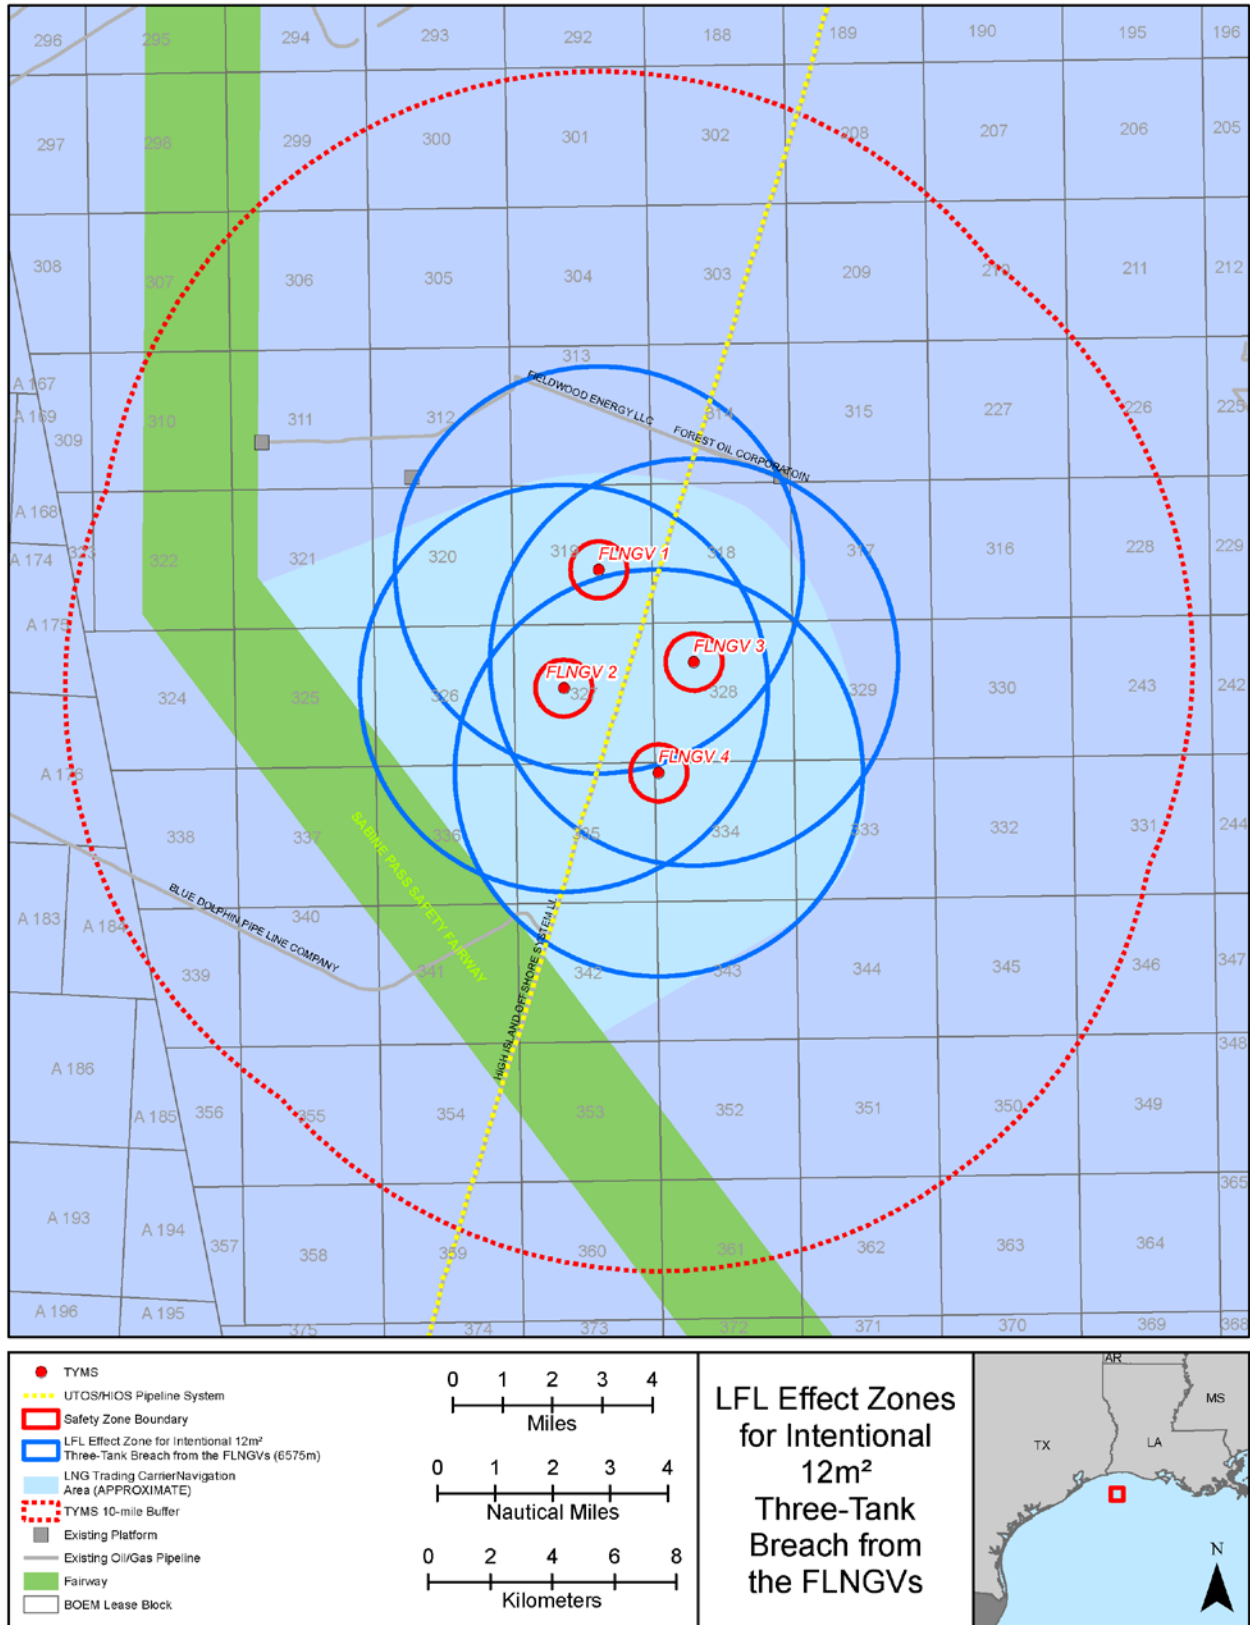 296 295 294 293 292 188 189 190 195 196
297 298 299 300 301 302 208 207 206 205
308 307 306 305 304 303 209 210 211 212
313
A 167
FIELDWOOD ENERGY LLC
A 169 309 310 311 312 314 315 227 226 225
FOREST OIL CORPORATOIN
A 168
A 174 323 322 321 320 319 318 317 316 228 229
FLNGV 1
A 175
FLNGV 3
FLNGV 2
324 325 326 327 328 329 330 243 242
FLNGV 4
A 176
338 337 336 335 334 333 332 331 244
SABINE PASS SAFETY FAIRWAY
BLUE DOLPHIN PIPE LINE COMPANY
HIGH ISLAND OFFSHORE SYSTEM LL
A 183 A 184 340
339 341 342 343 344 345 346 347
348
A 186
A 185 356 355 354 353 352 351 350 349
365
A 193 A 194 357 358 359 360 361 362 363 364
A 196 A 195 375 374 373 372 371 370 369 368
TYMS
UTOS/HIOS Pipeline System
Safety Zone Boundary
LFL Effect Zone for Intentional 12m²
Three-Tank Breach from the FLNGVs (6575m)
LNG Trading CarrierNavigation
Area (APPROXIMATE)
TYMS 10-mile Buffer
Existing Platform
Existing Oil/Gas Pipeline
Fairway
BOEM Lease Block
0 1 2 3 4
Miles
0 1 2 3 4
Nautical Miles
0 2 4 6 8
Kilometers
LFL Effect Zones
for Intentional
12m²
Three-Tank
Breach from
the FLNGVs
AR
MS
TX
LA
N